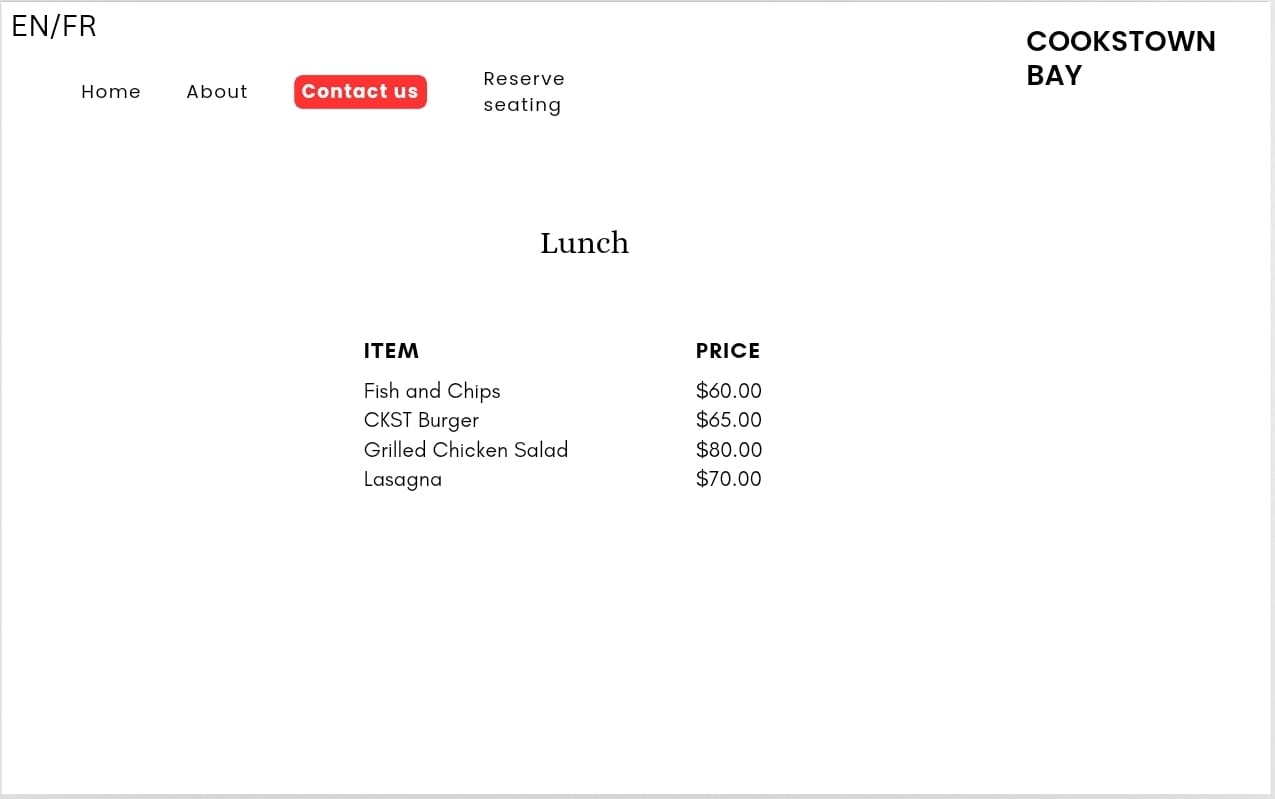 EN/FR
COOKSTOWN
BAY
Home About Contact us Reserve
seating
Lunch
ITEM PRICE
Fish and Chips $60.00
CKST Burger $65.00
Grilled Chicken Salad $80.00
Lasagna $70.00